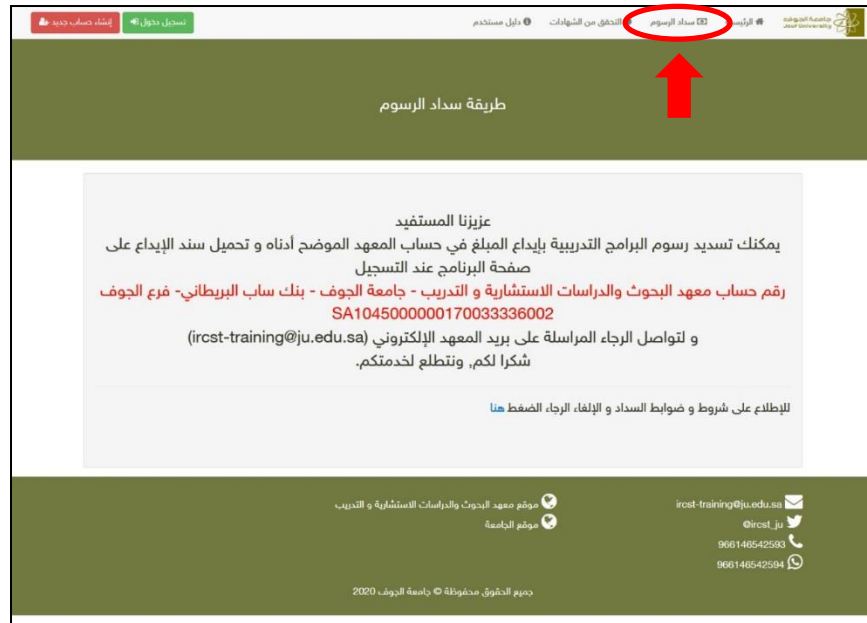 جامعة الجوف
Jouf University
الرئيسية
سداد الرسوم
التحقق من الشهادات
دليل مستخدم
تسجيل دخول
إنشاء حساب جديد
طريقة سداد الرسوم
عزيزنا المستفيد
يمكنك تسديد رسوم البرامج التدريبية بإيداع المبلغ في حساب المعهد الموضح أدناه و تحميل سند الإيداع على
صفحة البرنامج عند التسجيل
رقم حساب معهد البحوث والدراسات الاستشارية و التدريب - جامعة الجوف - بنك ساب البريطاني- فرع الجوف
SA1045000000170033336002
و لتواصل الرجاء المراسلة على بريد المعهد الإلكتروني (ircst-training@ju.edu.sa)
شكرا لكم, ونتطلع لخدمتكم.
للإطلاع على شروط و ضوابط السداد و الإلغاء الرجاء الضغط هنا
ircst-training@ju.edu.sa
@ircst_ju
966146542593
966146542594
موقع معهد البحوث والدراسات الاستشارية و التدريب
موقع الجامعة
جميع الحقوق محفوظة © جامعة الجوف 2020